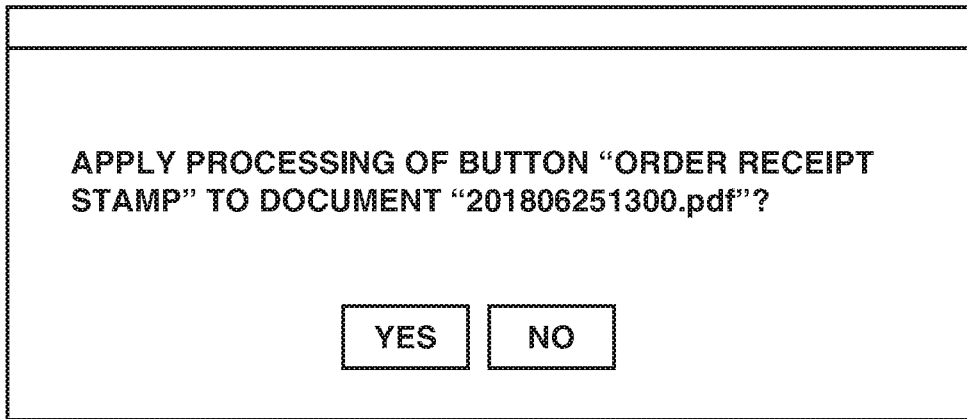 APPLY PROCESSING OF BUTTON “ORDER RECEIPT
STAMP” TO DOCUMENT “201806251300.pdf”?
YES NO